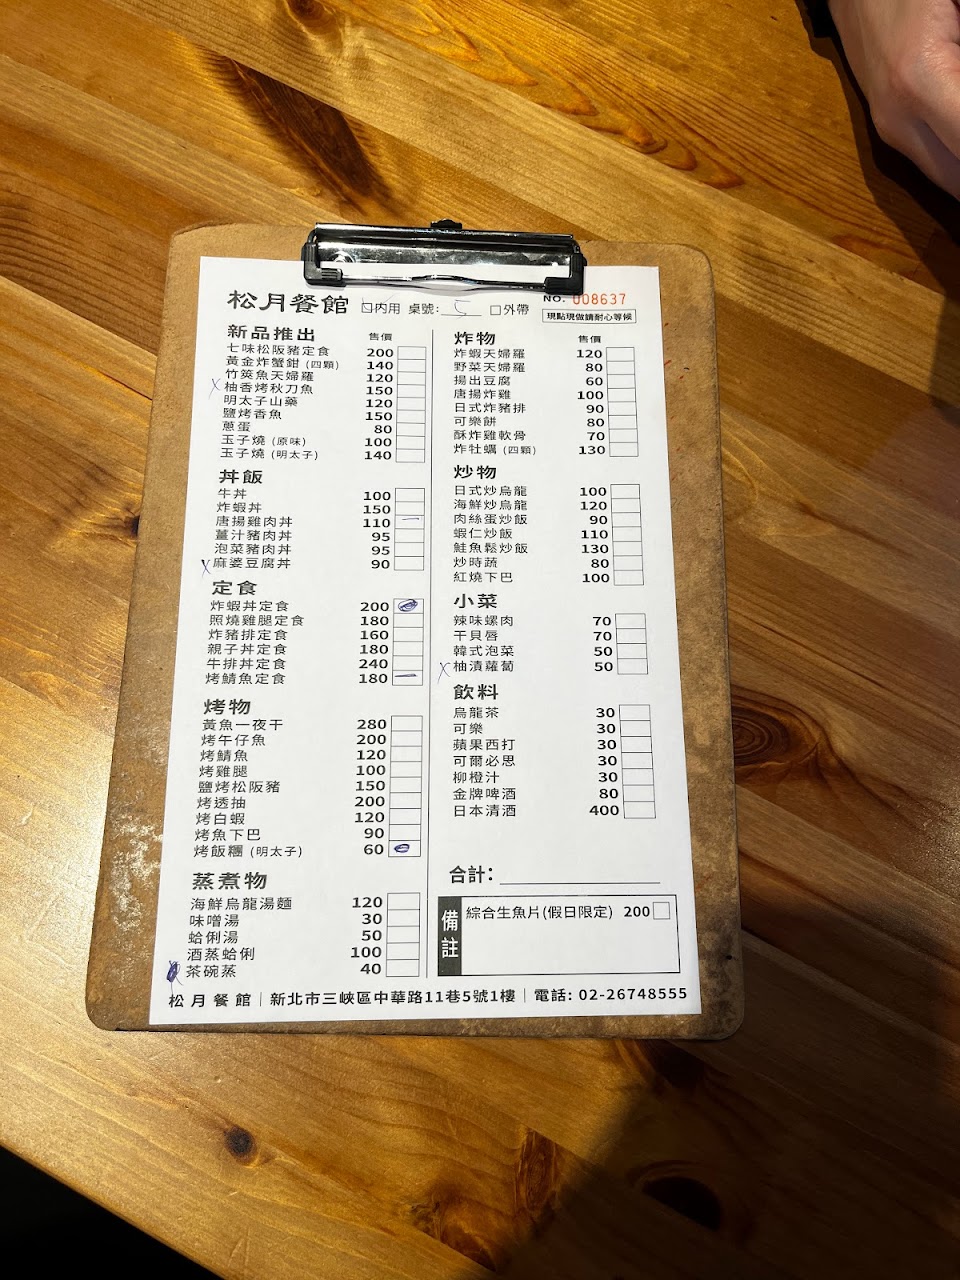 松月餐館 □內用 桌號: 5 □外帶
NO. 008637
現點現做請耐心等候
新品推出 售價
七味松阪豬定食 200
黃金炸蟹鉗 (四顆) 140
竹筴魚天婦羅 120
x 柚香烤秋刀魚 150
明太子山藥 120
鹽烤香魚 150
蔥蛋 80
玉子燒 (原味) 100
玉子燒 (明太子) 140
丼飯
牛丼 100
炸蝦丼 150
唐揚雞肉丼 110 一
薑汁豬肉丼 95
泡菜豬肉丼 95
x 麻婆豆腐丼 90
定食
炸蝦丼定食 200
照燒雞腿定食 180
炸豬排定食 160
親子丼定食 180
牛排丼定食 240
烤鯖魚定食 180 一
烤物
黃魚一夜干 280
烤午仔魚 200
烤鯖魚 120
烤雞腿 100
鹽烤松阪豬 150
烤透抽 200
烤白蝦 120
烤魚下巴 90
烤飯糰 (明太子) 60
蒸煮物
海鮮烏龍湯麵 120
味噌湯 30
蛤俐湯 50
酒蒸蛤俐 100
茶碗蒸 40
炸物 售價
炸蝦天婦羅 120
野菜天婦羅 80
揚出豆腐 60
唐揚炸雞 100
日式炸豬排 90
可樂餅 80
酥炸雞軟骨 70
炸牡蠣 (四顆) 130
炒物
日式炒烏龍 100
海鮮炒烏龍 120
肉絲蛋炒飯 90
蝦仁炒飯 110
鮭魚鬆炒飯 130
炒時蔬 80
紅燒下巴 100
小菜
辣味螺肉 70
干貝唇 70
韓式泡菜 50
x 柚漬蘿蔔 50
飲料
烏龍茶 30
可樂 30
蘋果西打 30
可爾必思 30
柳橙汁 30
金牌啤酒 80
日本清酒 400
合計:
備註
綜合生魚片(假日限定) 200□
松月餐館｜新北市三峽區中華路11巷5號1樓｜電話: 02-26748555